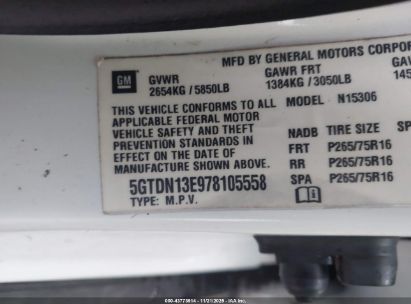 MFD BY GENERAL MOTORS CORPOR
GM
GVWR
2654KG / 5850LB
GAWR FRT
1384KG / 3050LB
GAV
145
THIS VEHICLE CONFORMS TO ALL
APPLICABLE FEDERAL MOTOR
VEHICLE SAFETY AND THEFT
PREVENTION STANDARDS IN
EFFECT ON THE DATE OF
MANUFACTURE SHOWN ABOVE.
MODEL N15306
NADB TIRE SIZE
FRT P265/75R16
RR P265/75R16
SPA P265/75R16
5GTDN13E978105558
TYPE: M.P.V.